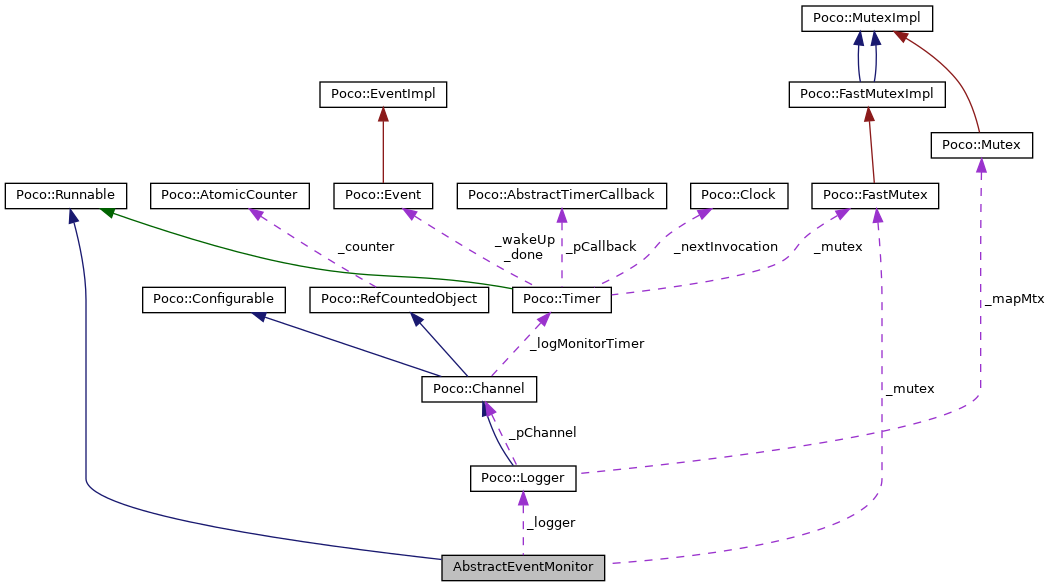 Poco::MutexImpl
Poco::EventImpl
Poco::FastMutexImpl
Poco::Mutex
Poco::Runnable
Poco::AtomicCounter
Poco::Event
Poco::AbstractTimerCallback
Poco::Clock
Poco::FastMutex
_counter
_wakeUp
_done
_pCallback
_nextInvocation
_mutex
Poco::Configurable
Poco::RefCountedObject
Poco::Timer
_mapMtx
_logMonitorTimer
Poco::Channel
_mutex
_pChannel
Poco::Logger
_logger
AbstractEventMonitor